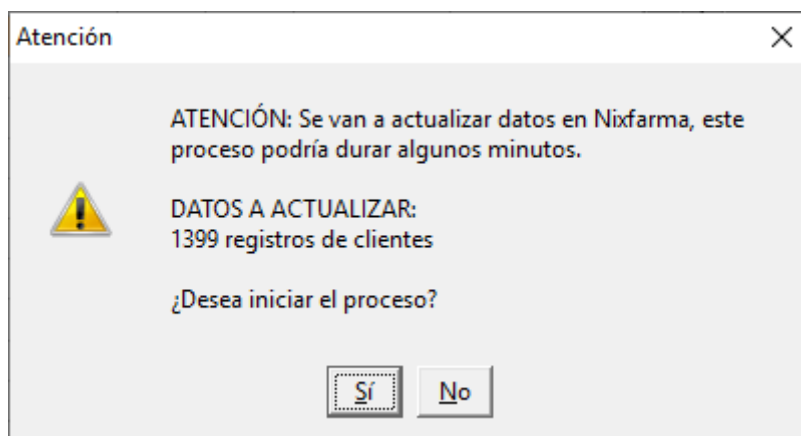 Atención
ATENCIÓN: Se van a actualizar datos en Nixfarma, este
proceso podría durar algunos minutos.
DATOS A ACTUALIZAR:
1399 registros de clientes
¿Desea iniciar el proceso?
Sí
No